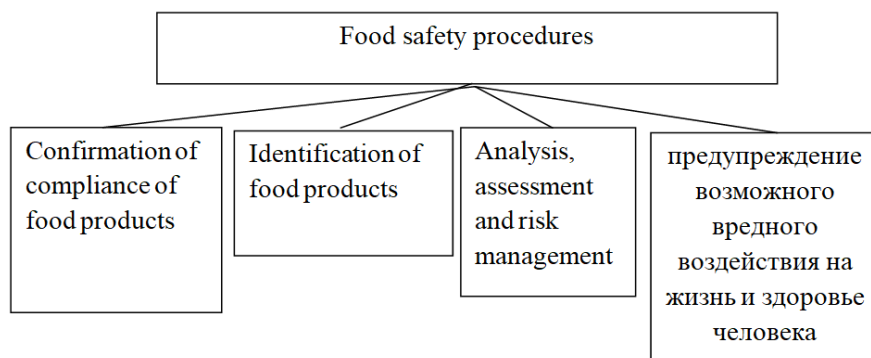 Food safety procedures
Confirmation of
compliance of
food products
Identification of
food products
Analysis,
assessment
and risk
management
предупреждение
возможного
вредного
воздействия на
жизнь и здоровье
человека